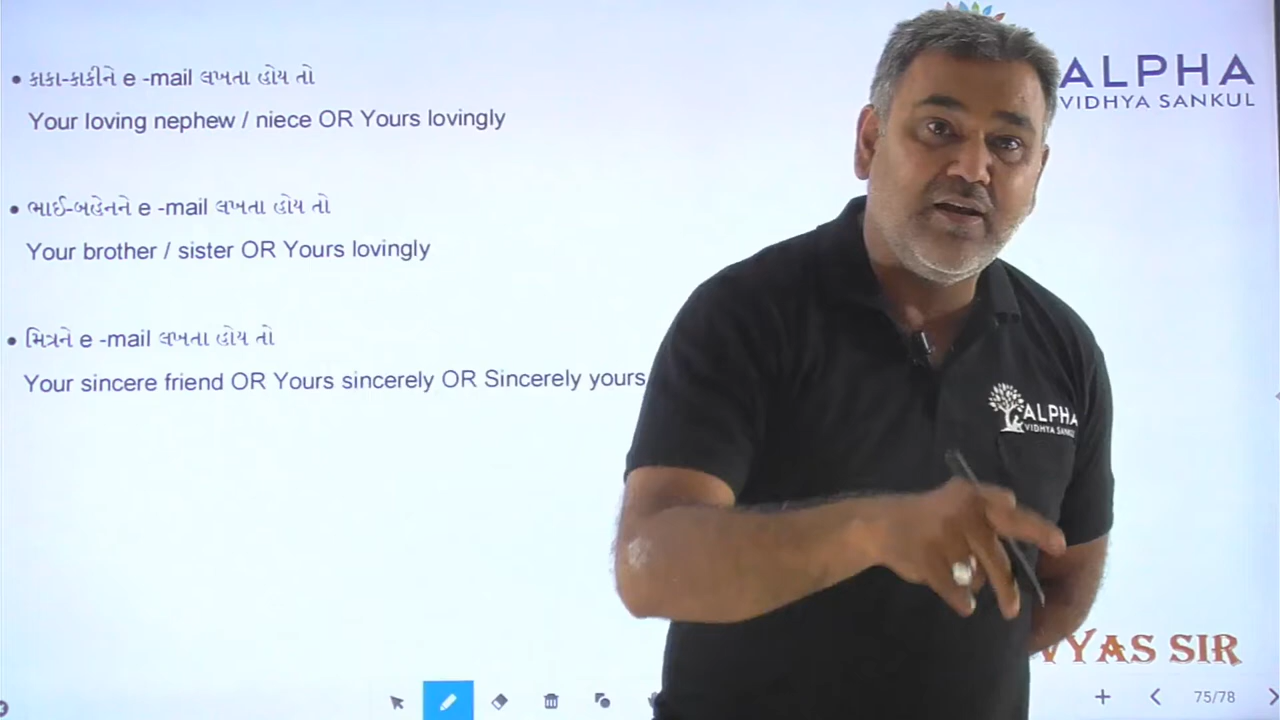 • કાકા-કાકીને e -mail લખતા હોય તો
Your loving nephew / niece OR Yours lovingly
• ભાઈ-બહેનને e -mail લખતા હોય તો
Your brother / sister OR Yours lovingly
• મિત્રને e -mail લખતા હોય તો
Your sincere friend OR Yours sincerely OR Sincerely yours
ALPHA
VIDHYA SANKUL
ALPHA
VIDHYA SANKUL
VYAS SIR
75/78